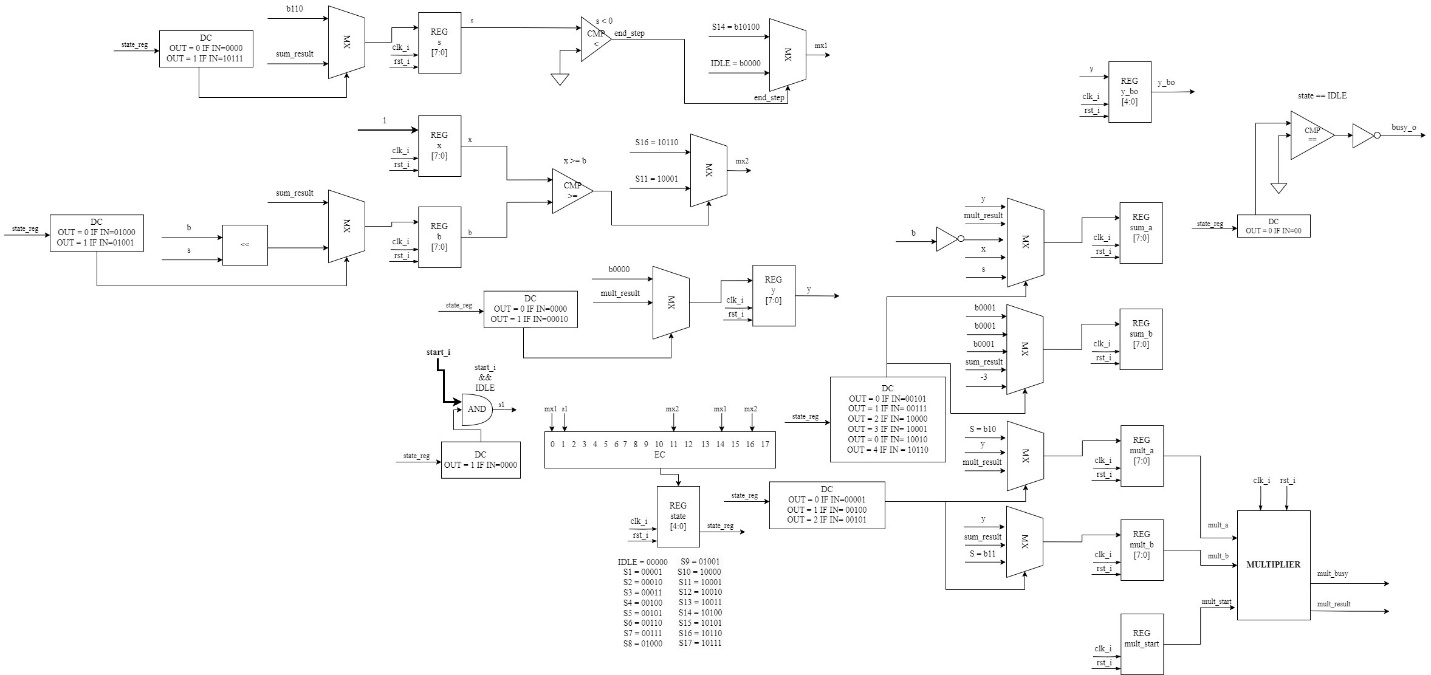 b110
DC
OUT = 0 IF IN=0000
OUT = 1 IF IN=10111
state_reg
sum_result
MX
REG
s
[7:0]
clk_i
rst_i
s
s < 0
CMP
<
end_step
S14 = b10100
IDLE = b0000
MX
mx1
end_step
y
REG
y_bo
[4:0]
clk_i
rst_i
y_bo
state == IDLE
CMP
==
busy_o
state_reg
DC
OUT = 0 IF IN=00
1
REG
x
[7:0]
clk_i
rst_i
x
x >= b
CMP
>=
S16 = 10110
S11 = 10001
MX
mx2
sum_result
state_reg
DC
OUT = 0 IF IN=01000
OUT = 1 IF IN=01001
b
s
<<
MX
REG
b
[7:0]
clk_i
rst_i
b
b0000
mult_result
MX
state_reg
DC
OUT = 0 IF IN=0000
OUT = 1 IF IN=00010
REG
y
[7:0]
clk_i
rst_i
y
y
mult_result
b
x
s
MX
REG
sum_a
[7:0]
clk_i
rst_i
b0001
b0001
b0001
sum_result
-3
MX
REG
sum_b
[7:0]
clk_i
rst_i
start_i
start_i
&&
IDLE
AND
s1
state_reg
DC
OUT = 1 IF IN=0000
mx1 s1 mx2 mx1 mx2
0 1 2 3 4 5 6 7 8 9 10 11 12 13 14 15 16 17
EC
REG
state
[4:0]
clk_i
rst_i
state_reg
IDLE = 00000 S9 = 01001
S1 = 00001 S10 = 10000
S2 = 00010 S11 = 10001
S3 = 00011 S12 = 10010
S4 = 00100 S13 = 10011
S5 = 00101 S14 = 10100
S6 = 00110 S15 = 10101
S7 = 00111 S16 = 10110
S8 = 01000 S17 = 10111
state_reg
DC
OUT = 0 IF IN=00101
OUT = 1 IF IN= 00111
OUT = 2 IF IN= 10000
OUT = 3 IF IN= 10001
OUT = 0 IF IN= 10010
OUT = 4 IF IN = 10110
state_reg
DC
OUT = 0 IF IN=00001
OUT = 1 IF IN= 00100
OUT = 2 IF IN= 00101
S = b10
y
mult_result
MX
REG
mult_a
[7:0]
clk_i
rst_i
y
sum_result
S = b11
MX
REG
mult_b
[7:0]
clk_i
rst_i
REG
mult_start
clk_i
rst_i
clk_i rst_i
mult_a
mult_b
mult_start
MULTIPLIER
mult_busy
mult_result